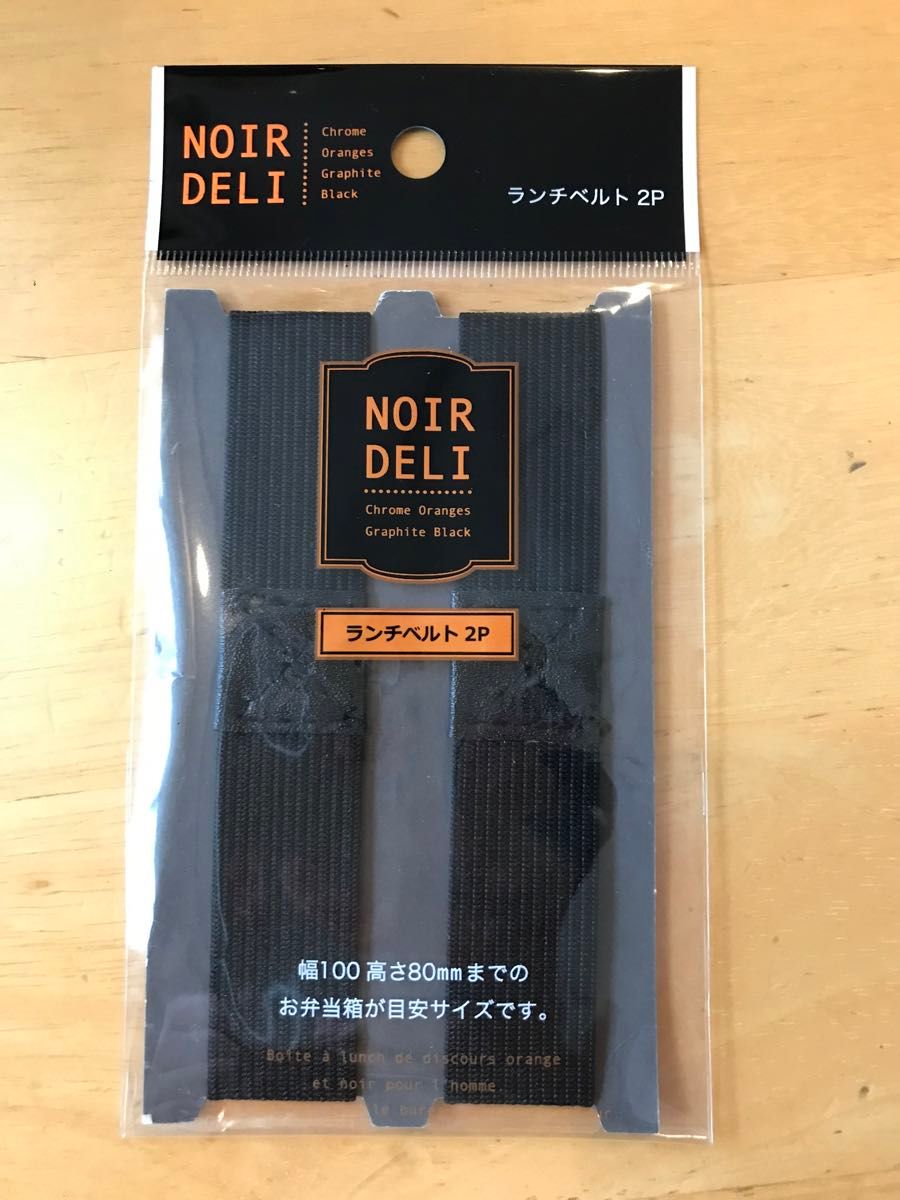 NOIR
DELI
Chrome
Oranges
Graphite
Black
ランチベルト 2P
NOIR
DELI
Chrome Oranges
Graphite Black
ランチベルト 2P
幅100 高さ80mmまでの
お弁当箱が目安サイズです。
Boîte à lunch de discours orange
et noir pour l'homme
le